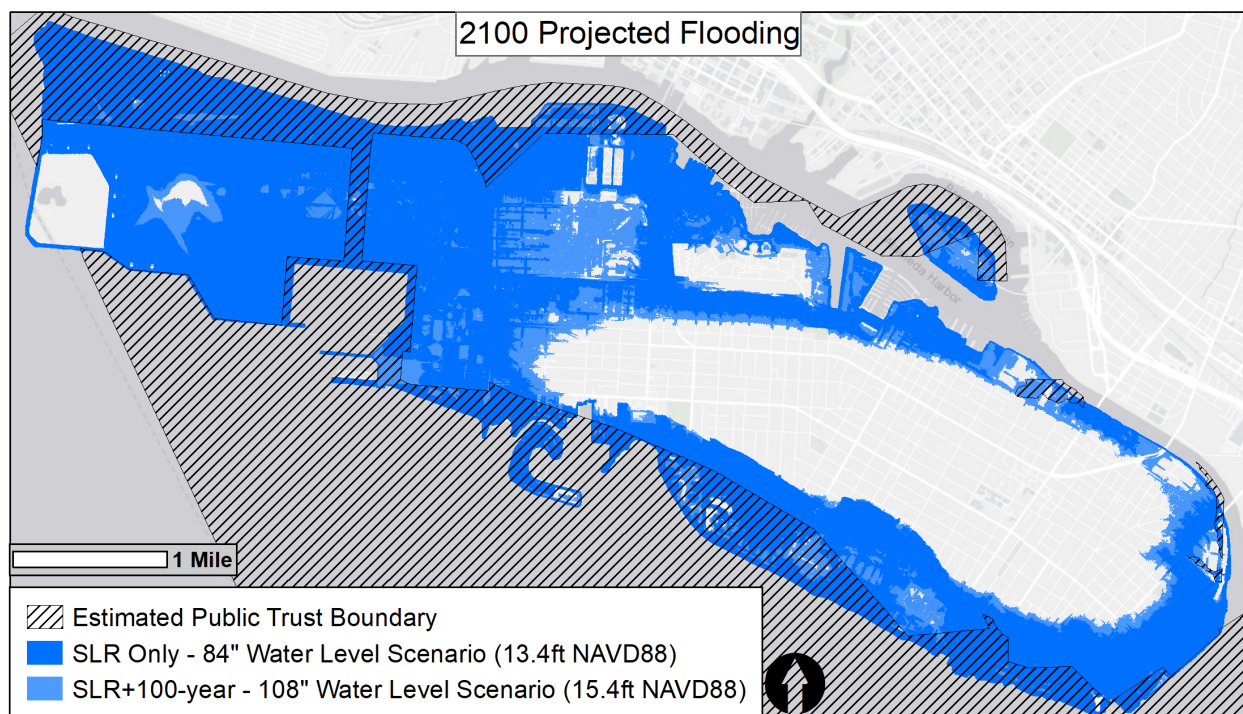 2100 Projected Flooding
1 Mile
Estimated Public Trust Boundary
SLR Only - 84" Water Level Scenario (13.4ft NAVD88)
SLR+100-year - 108" Water Level Scenario (15.4ft NAVD88)